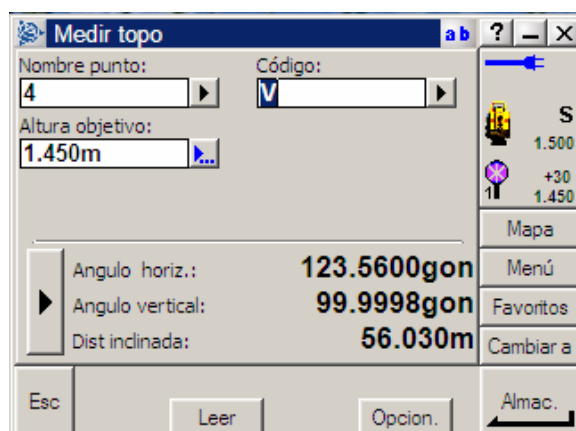 Medir topo
ab
?
Nombre punto:
Código:
4
V
Altura objetivo:
1.450m
S
1.500
+30
1
1.450
Angulo horiz.: 123.5600gon
Angulo vertical: 99.9998gon
Dist inclinada: 56.030m
Mapa
Menú
Favoritos
Cambiar a
Esc
Leer
Opcion.
Almac.